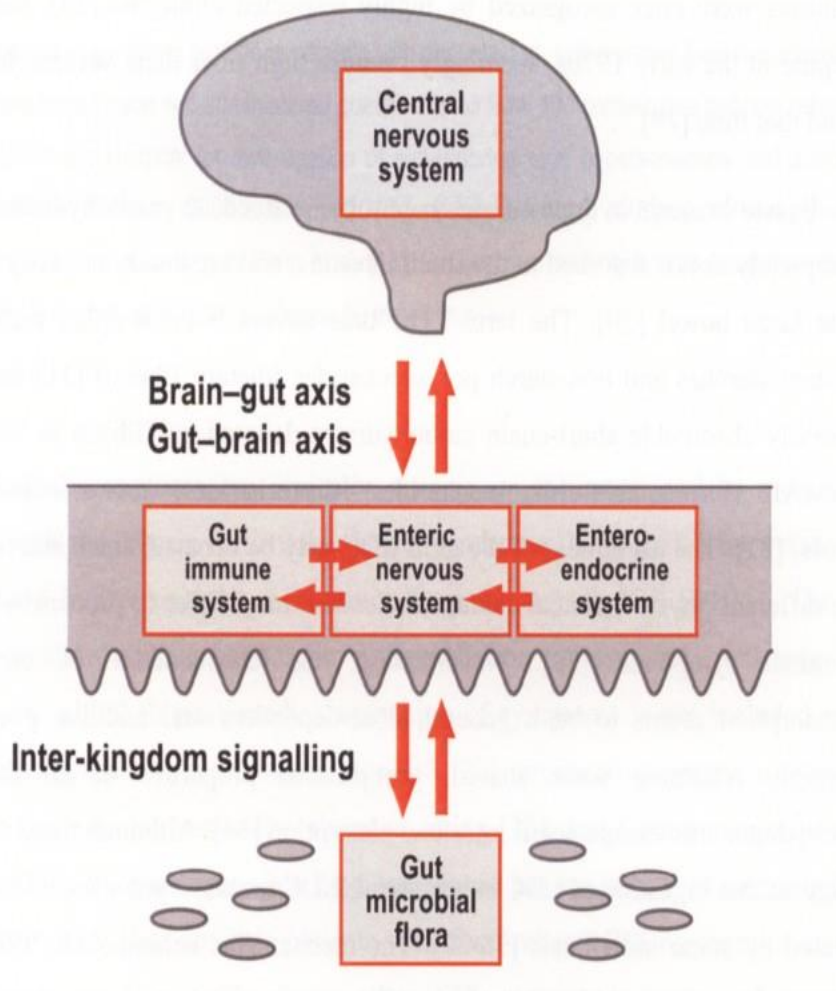 Central
nervous
system
Brain–gut axis
Gut–brain axis
Gut
immune
system
Enteric
nervous
system
Entero-
endocrine
system
Inter-kingdom signalling
Gut
microbial
flora